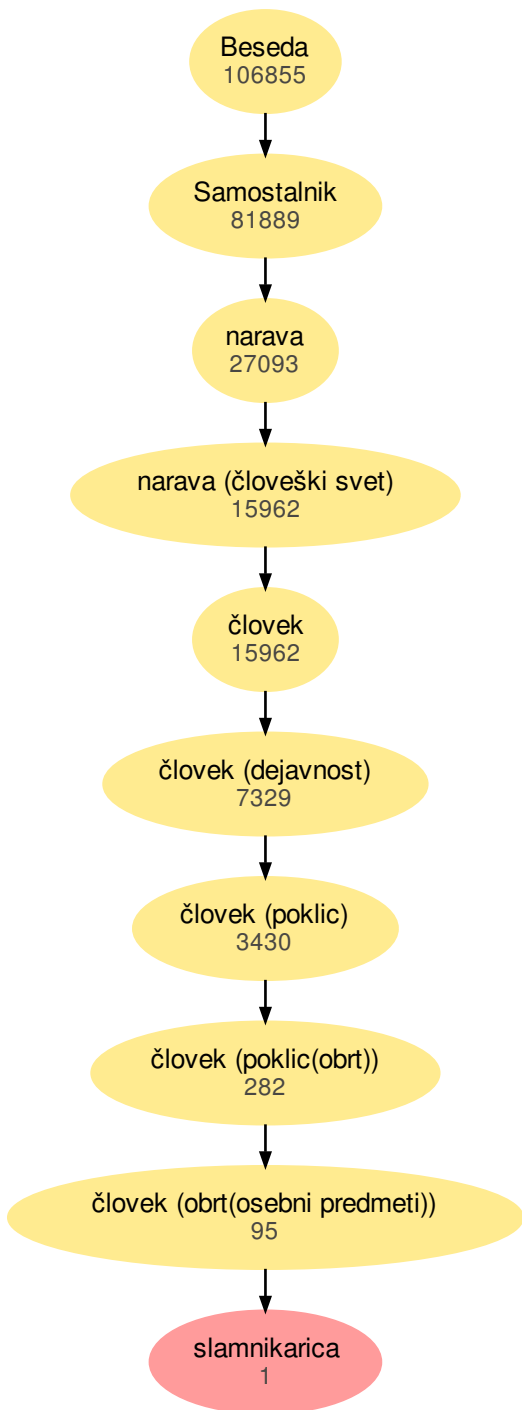 Beseda
106855
Samostalnik
81889
narava
27093
narava (človeški svet)
15962
človek
15962
človek (dejavnost)
7329
človek (poklic)
3430
človek (poklic(obrt))
282
človek (obrt(osebni predmeti))
95
slamnikarica
1